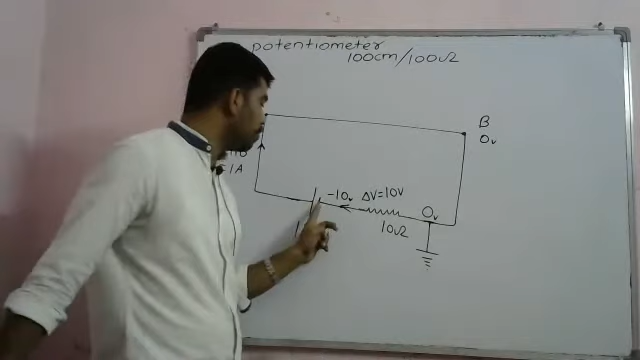 potentiometer
100cm/100Ω
B
0v
=1A
-10v ΔV=10V
0v
10Ω